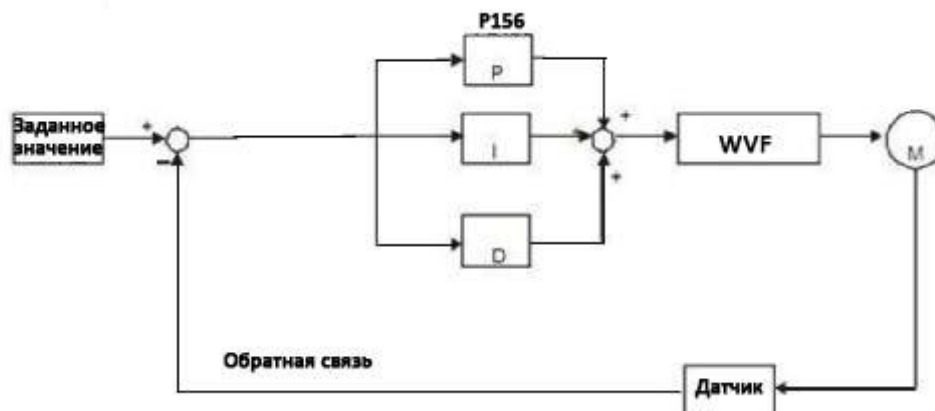 P156
P
Заданное
значение
+
−
I
+
+
WVF
M
D
Обратная связь
Датчик